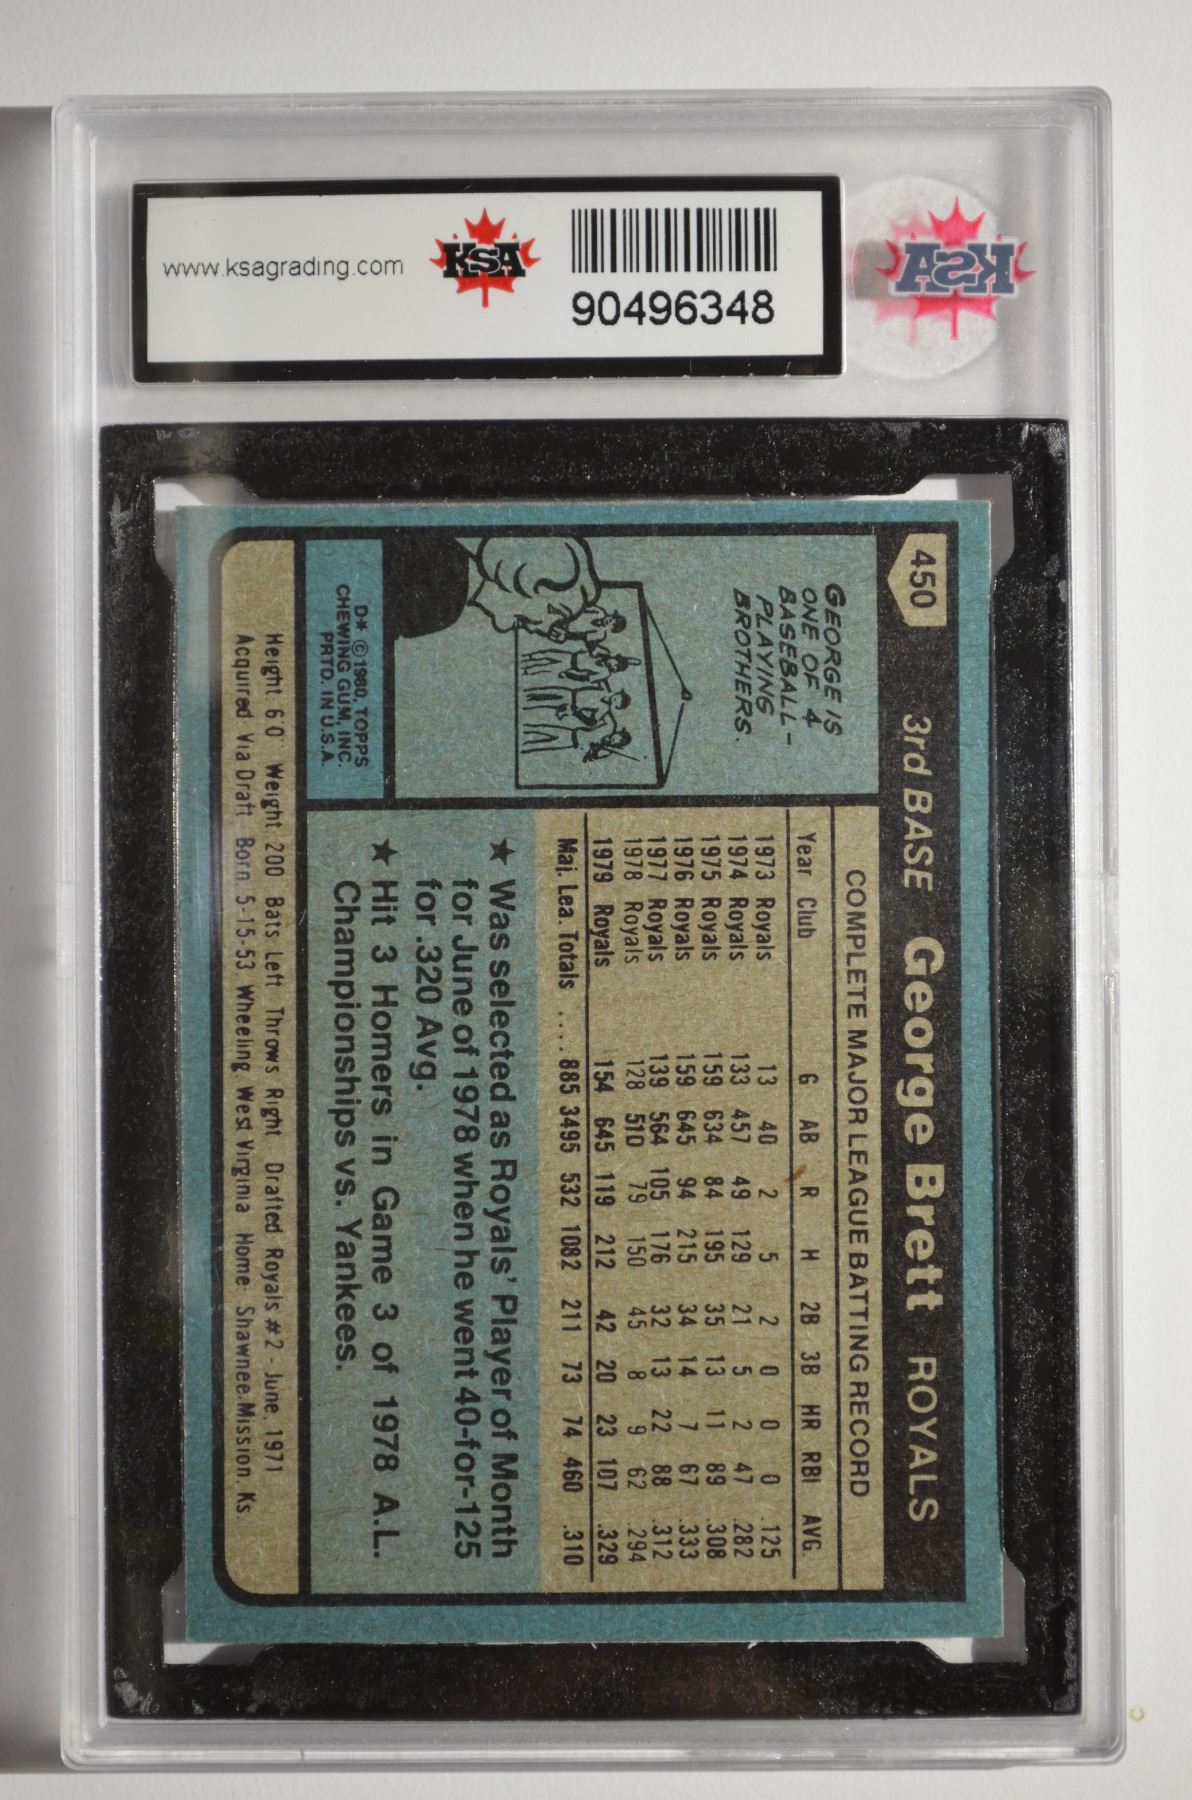 www.ksagrading.com
KSA
90496348
KSA
450
3rd BASE George Brett ROYALS
GEORGE IS
ONE OF 4
BASEBALL-
PLAYING
BROTHERS.
D* © 1980, TOPPS
CHEWING GUM, INC.
PRTD. IN U.S.A.
COMPLETE MAJOR LEAGUE BATTING RECORD
Year Club G AB R H 2B 3B HR RBI AVG.
1973 Royals 13 40 2 5 2 0 0 0 .125
1974 Royals 133 457 49 129 21 5 2 47 .282
1975 Royals 159 634 84 195 35 13 11 89 .308
1976 Royals 159 645 94 215 34 14 7 67 .333
1977 Royals 139 564 105 176 32 13 22 88 .312
1978 Royals 128 510 79 150 45 8 9 62 .294
1979 Royals 154 645 119 212 42 20 23 107 .329
Maj. Lea. Totals .... 885 3495 532 1082 211 73 74 460 .310
★ Was selected as Royals' Player of Month
for June of 1978 when he went 40-for-125
for .320 Avg.
★ Hit 3 Homers in Game 3 of 1978 A.L.
Championships vs. Yankees.
Height 6'0" Weight 200 Bats Left Throws Right Drafted Royals #2 - June, 1971
Acquired Via Draft Born 5-15-53 Wheeling West Virginia Home: Shawnee Mission, Ks